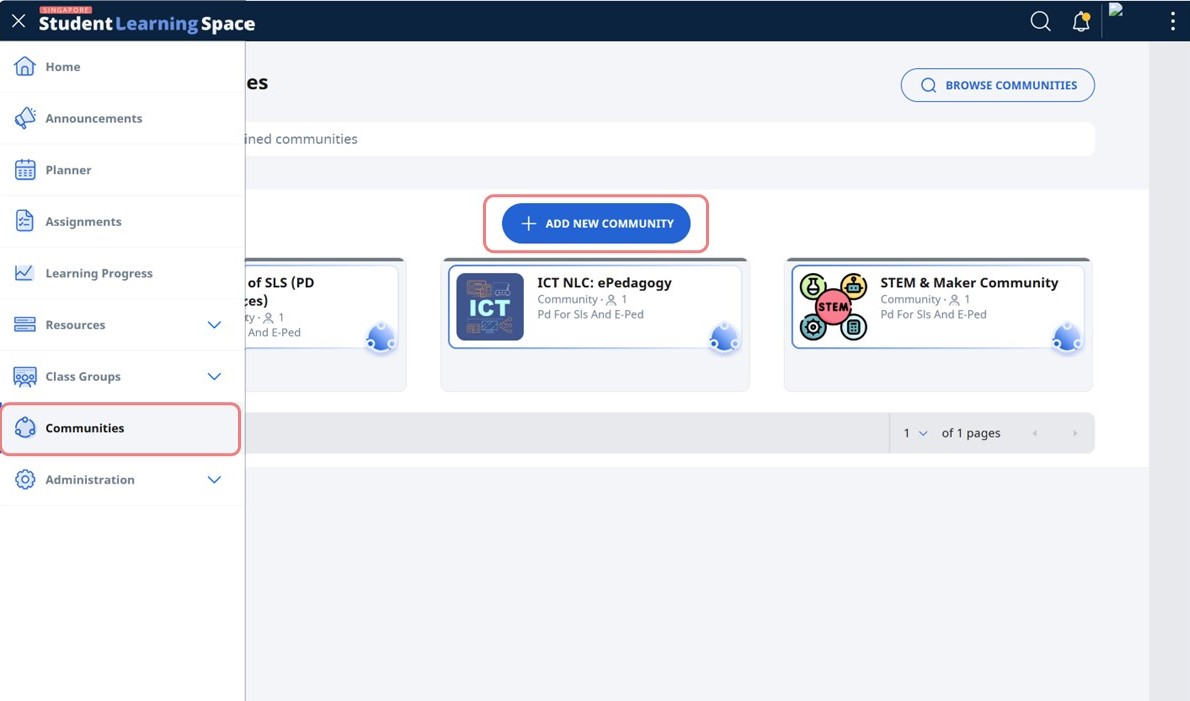 SINGAPORE
Student Learning Space
Home
Announcements
Planner
Assignments
Learning Progress
Resources
Class Groups
Communities
Administration
es
BROWSE COMMUNITIES
ined communities
ADD NEW COMMUNITY
of SLS (PD
ces)
ty · 1
And E-Ped
ICT
ICT NLC: ePedagogy
Community · 1
Pd For Sls And E-Ped
STEM
STEM & Maker Community
Community · 1
Pd For Sls And E-Ped
1 of 1 pages